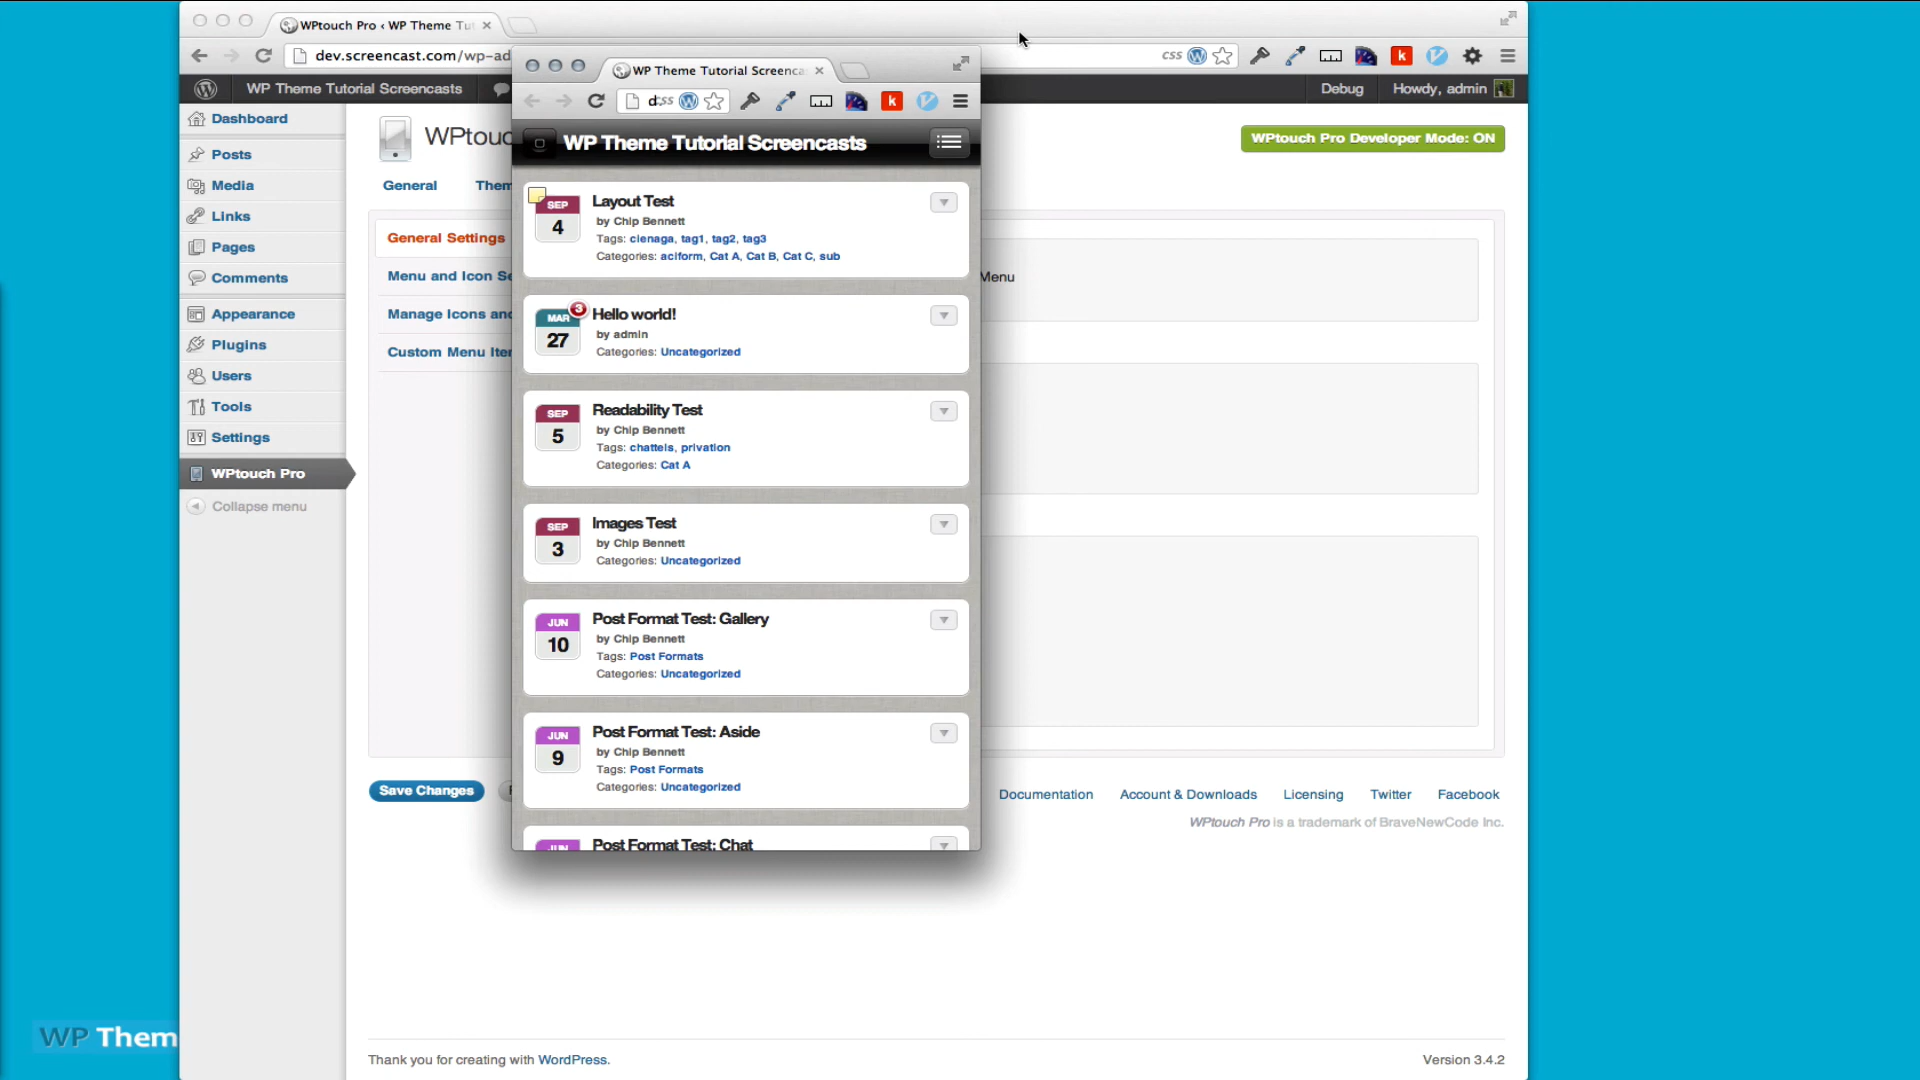 WPtouch Pro ‹ WP Theme Tu
dev.screencast.com/wp-ad
css
WP Theme Tutorial Screencasts
Debug
Howdy, admin
Dashboard
Posts
Media
Links
Pages
Comments
Appearance
Plugins
Users
Tools
Settings
WPtouch Pro
Collapse menu
WPtouc
WPtouch Pro Developer Mode: ON
General
Them
General Settings
Menu and Icon Se
Manage Icons and
Custom Menu Iter
Menu
WP Theme Tutorial Screenca
WP Theme Tutorial Screencasts
SEP
4
Layout Test
by Chip Bennett
Tags: cienaga, tag1, tag2, tag3
Categories: aciform, Cat A, Cat B, Cat C, sub
MAR
27
3
Hello world!
by admin
Categories: Uncategorized
SEP
5
Readability Test
by Chip Bennett
Tags: chattels, privation
Categories: Cat A
SEP
3
Images Test
by Chip Bennett
Categories: Uncategorized
JUN
10
Post Format Test: Gallery
by Chip Bennett
Tags: Post Formats
Categories: Uncategorized
JUN
9
Post Format Test: Aside
by Chip Bennett
Tags: Post Formats
Categories: Uncategorized
JUN
Post Format Test: Chat
Save Changes
Documentation
Account & Downloads
Licensing
Twitter
Facebook
WPtouch Pro is a trademark of BraveNewCode Inc.
WP Them
Thank you for creating with WordPress.
Version 3.4.2